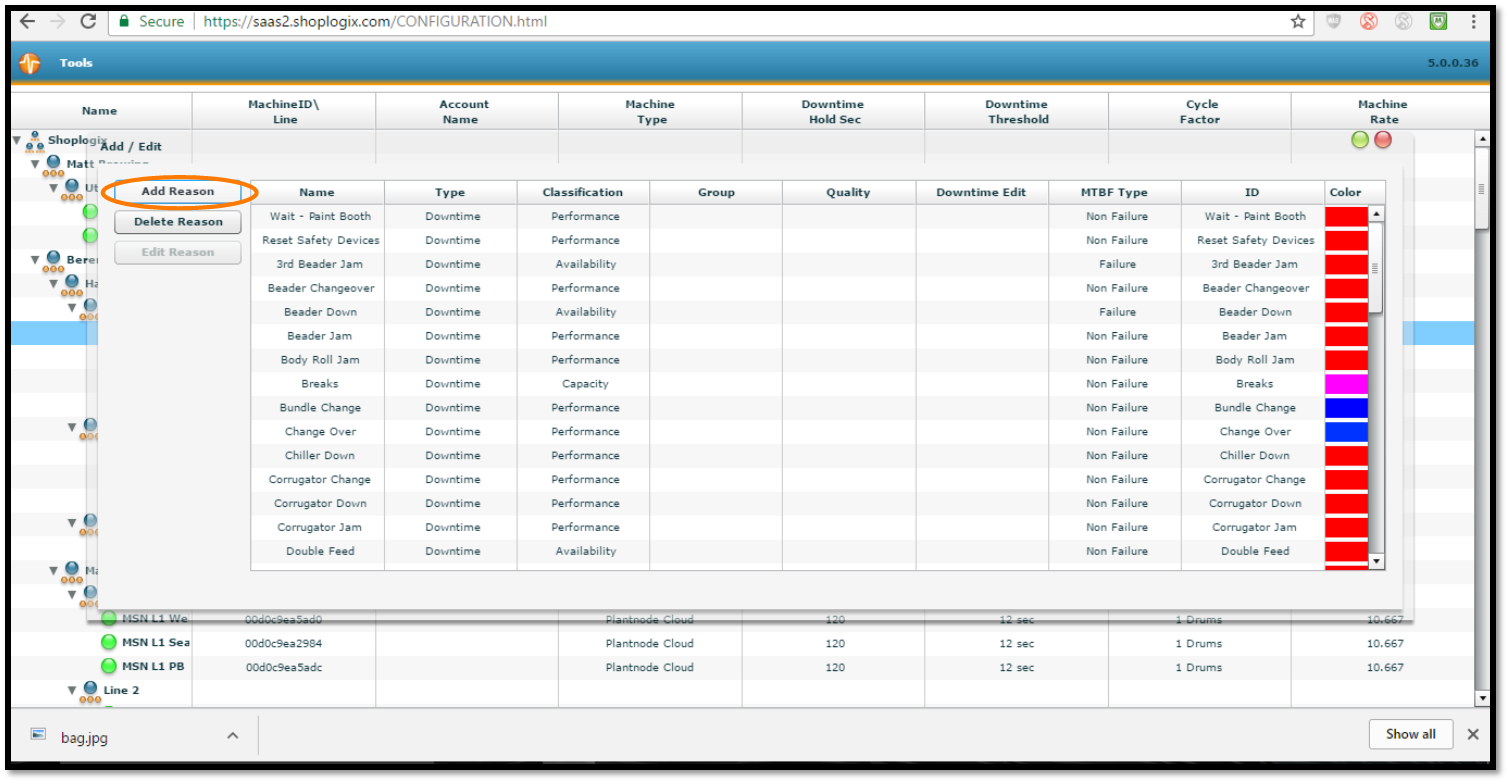 Secure | https://saas2.shoplogix.com/CONFIGURATION.html
Tools 5.0.0.36
Name MachineID\ Line Account Name Machine Type Downtime Hold Sec Downtime Threshold Cycle Factor Machine Rate
Shoplogix
Add / Edit
Matt
Add Reason
Delete Reason
Edit Reason
Name Type Classification Group Quality Downtime Edit MTBF Type ID Color
Wait - Paint Booth Downtime Performance Non Failure Wait - Paint Booth
Reset Safety Devices Downtime Performance Non Failure Reset Safety Devices
3rd Beader Jam Downtime Availability Failure 3rd Beader Jam
Beader Changeover Downtime Performance Non Failure Beader Changeover
Beader Down Downtime Availability Failure Beader Down
Beader Jam Downtime Performance Non Failure Beader Jam
Body Roll Jam Downtime Performance Non Failure Body Roll Jam
Breaks Downtime Capacity Non Failure Breaks
Bundle Change Downtime Performance Non Failure Bundle Change
Change Over Downtime Performance Non Failure Change Over
Chiller Down Downtime Performance Non Failure Chiller Down
Corrugator Change Downtime Performance Non Failure Corrugator Change
Corrugator Down Downtime Performance Non Failure Corrugator Down
Corrugator Jam Downtime Performance Non Failure Corrugator Jam
Double Feed Downtime Availability Non Failure Double Feed
MSN L1 We 00d0c9ea5ad0 Plantnode Cloud 120 12 sec 1 Drums 10.667
MSN L1 Sea 00d0c9ea2984 Plantnode Cloud 120 12 sec 1 Drums 10.667
MSN L1 PB 00d0c9ea5adc Plantnode Cloud 120 12 sec 1 Drums 10.667
Line 2
bag.jpg Show all